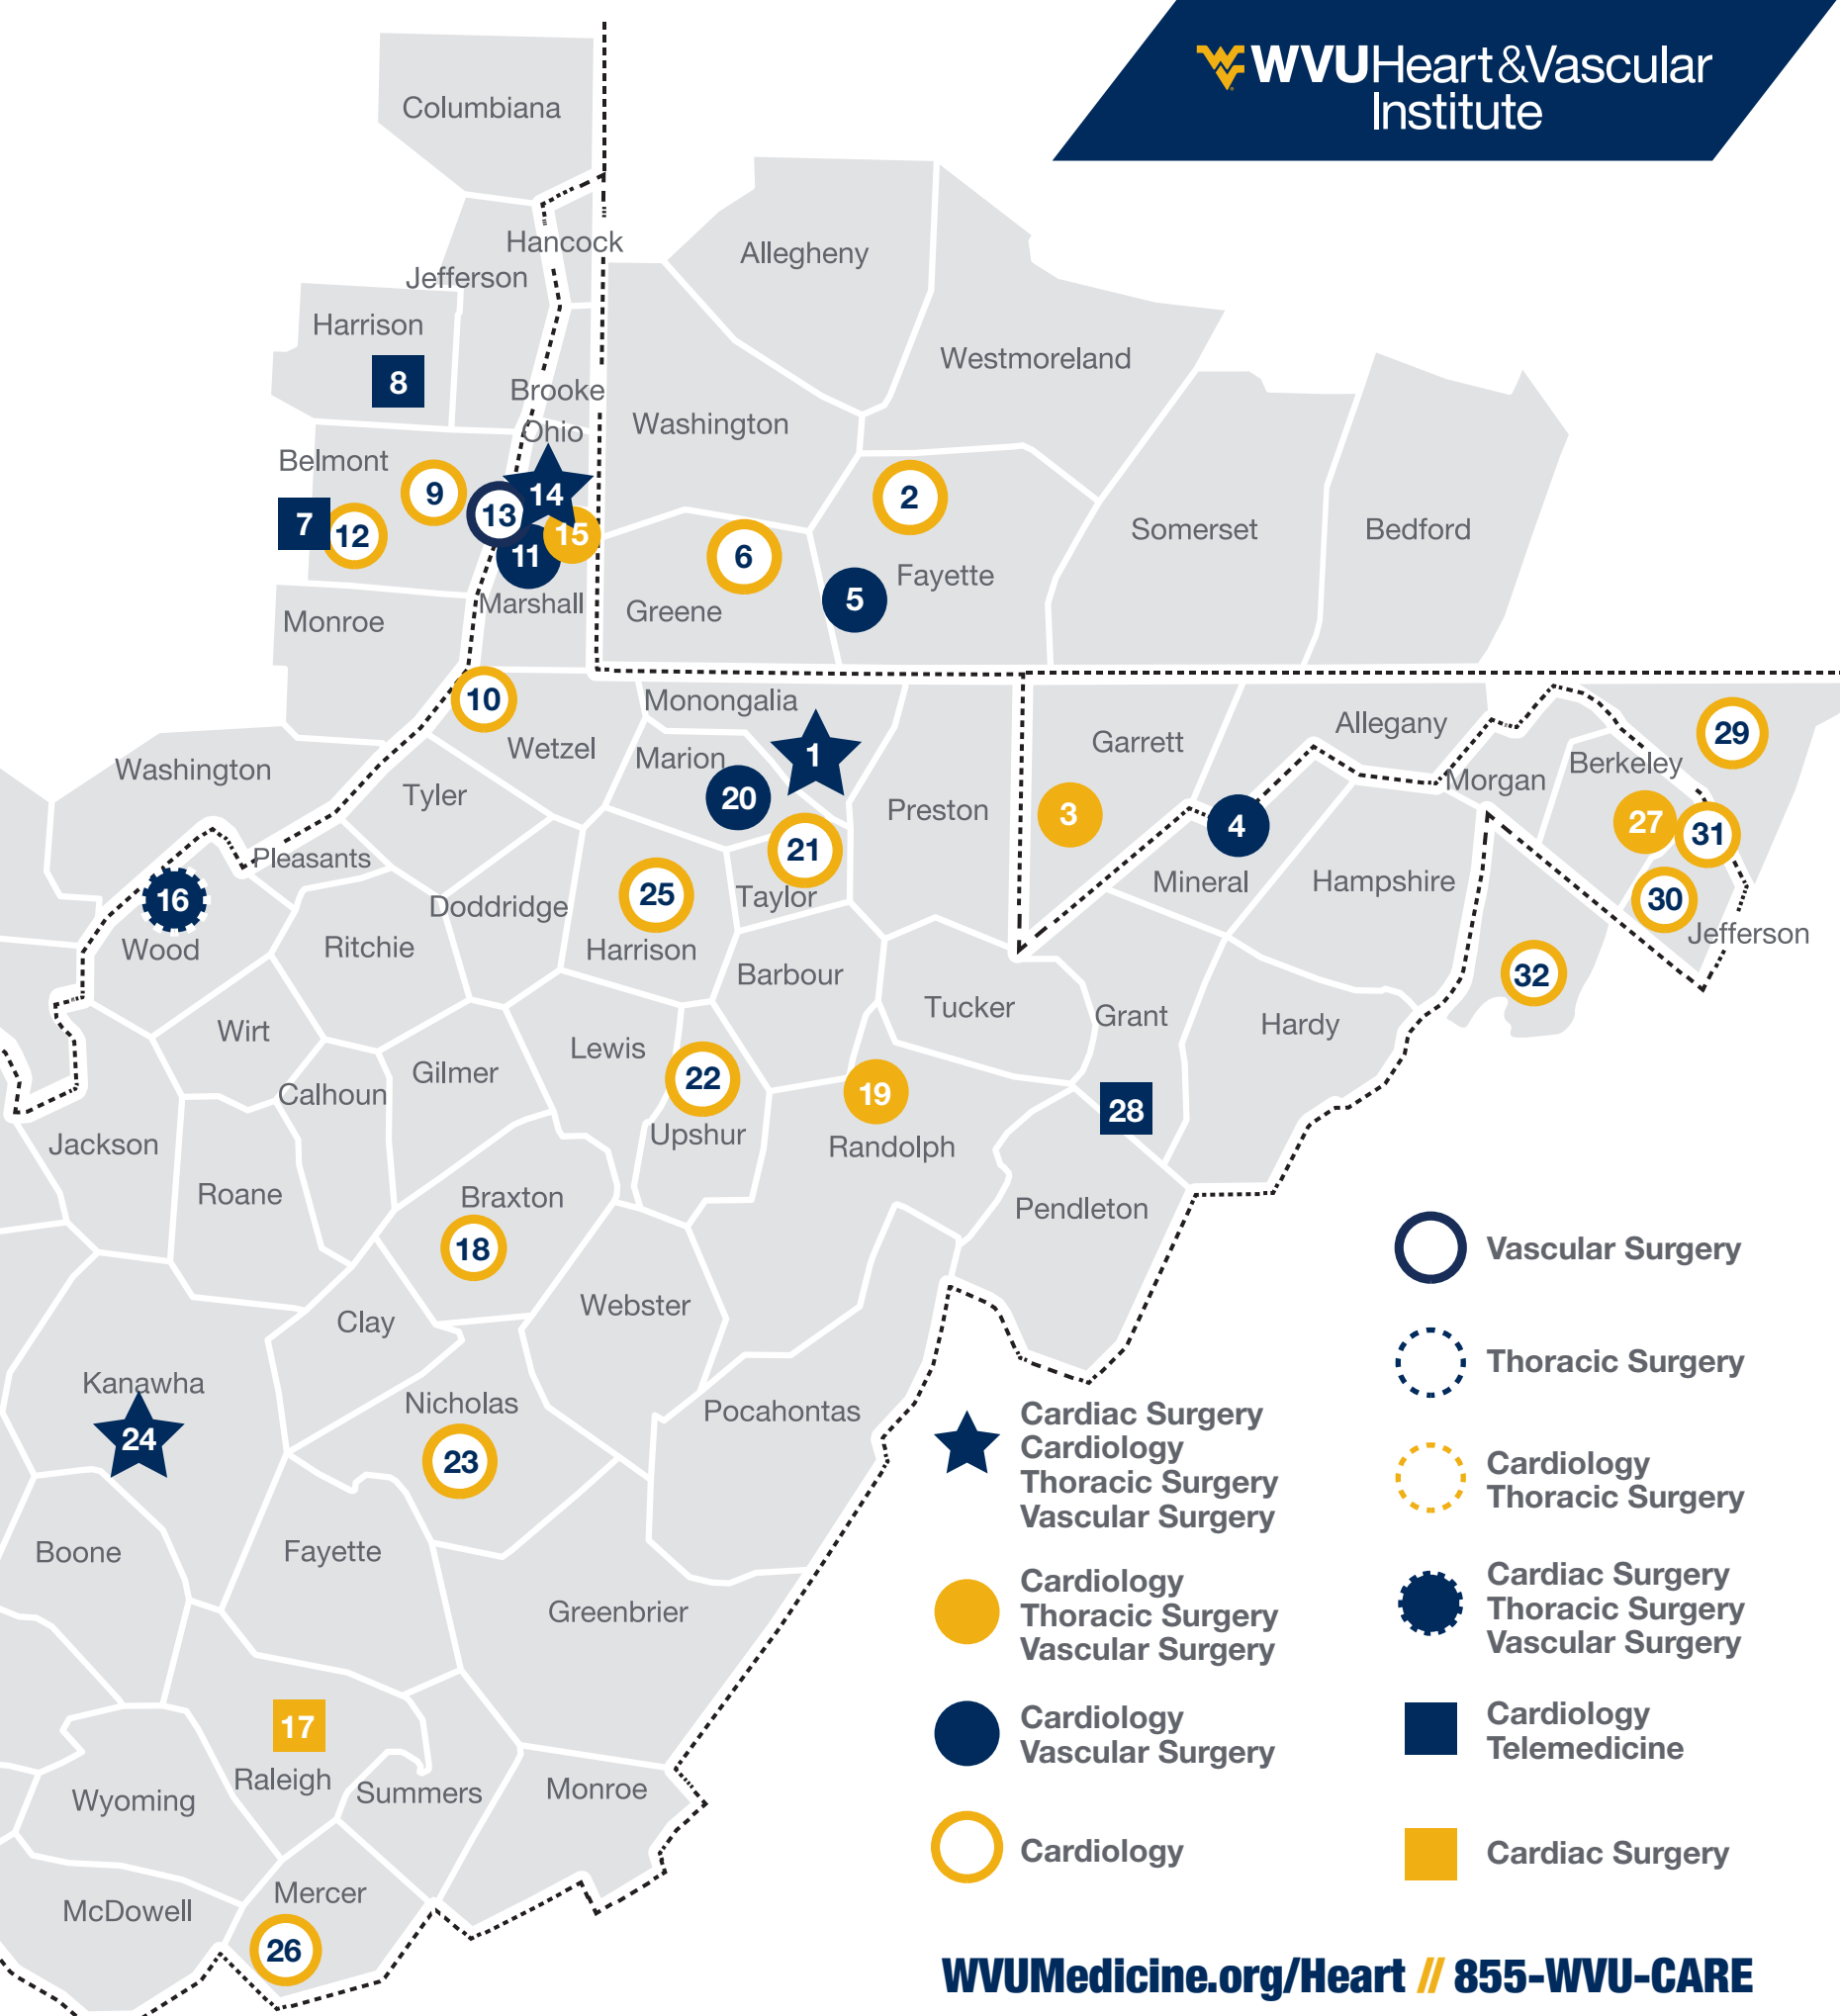 WVUHeart&Vascular
Institute
Columbiana
Hancock
Jefferson
Allegheny
Harrison
8
Westmoreland
Brooke
Ohio
Washington
Belmont
9
14
13
2
7
12
15
11
6
Somerset
Bedford
Fayette
5
Marshall
Greene
Monroe
10
Monongalia
Wetzel
Marion
1
Garrett
Allegany
29
Washington
Tyler
20
Preston
3
4
Morgan
Berkeley
27
31
Pleasants
21
Mineral
Hampshire
16
25
Taylor
30
Doddridge
Wood
Ritchie
Harrison
Jefferson
Barbour
32
Wirt
Tucker
Grant
Hardy
Lewis
Gilmer
22
Calhoun
19
28
Jackson
Upshur
Randolph
Roane
Braxton
Pendleton
18
Webster
Clay
Kanawha
24
Nicholas
Pocahontas
23
Boone
Fayette
Greenbrier
17
Raleigh
Wyoming
Summers
Monroe
McDowell
Mercer
26
Cardiac Surgery
Cardiology
Thoracic Surgery
Vascular Surgery
Cardiology
Thoracic Surgery
Vascular Surgery
Cardiology
Vascular Surgery
Cardiology
Vascular Surgery
Thoracic Surgery
Cardiology
Thoracic Surgery
Cardiac Surgery
Thoracic Surgery
Vascular Surgery
Cardiology
Telemedicine
Cardiac Surgery
WVUMedicine.org/Heart // 855-WVU-CARE